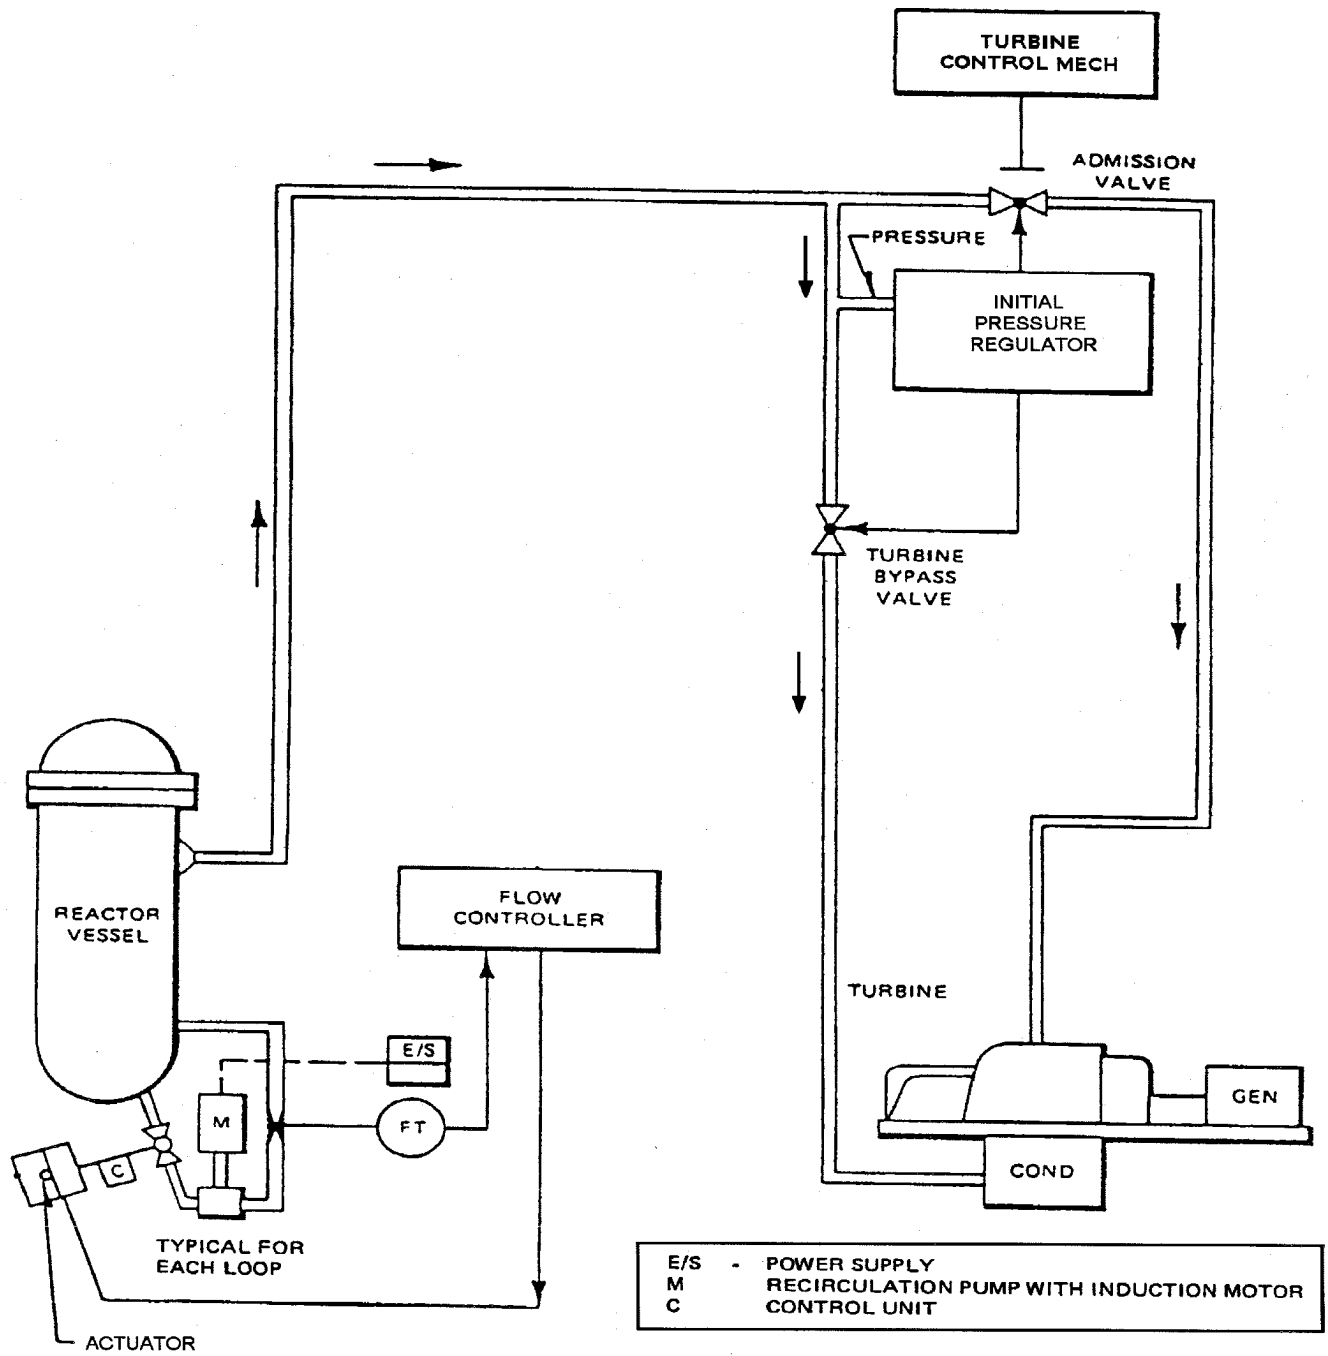 TURBINE
CONTROL MECH
ADMISSION
VALVE
PRESSURE
INITIAL
PRESSURE
REGULATOR
TURBINE
BYPASS
VALVE
REACTOR
VESSEL
FLOW
CONTROLLER
TURBINE
E/S
M
FT
GEN
C
COND
TYPICAL FOR
EACH LOOP
E/S - POWER SUPPLY
M RECIRCULATION PUMP WITH INDUCTION MOTOR
C CONTROL UNIT
ACTUATOR